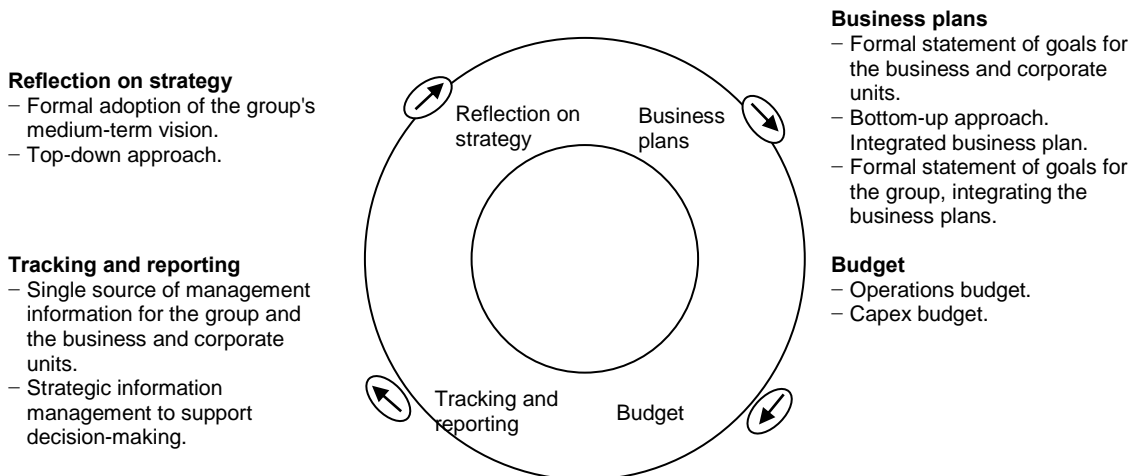 Reflection on strategy
– Formal adoption of the group's
medium-term vision.
– Top-down approach.
Tracking and reporting
– Single source of management
information for the group and
the business and corporate
units.
– Strategic information
management to support
decision-making.
Reflection on
strategy
Business
plans
Tracking and
reporting
Budget
Business plans
– Formal statement of goals for
the business and corporate
units.
– Bottom-up approach.
Integrated business plan.
– Formal statement of goals for
the group, integrating the
business plans.
Budget
– Operations budget.
– Capex budget.